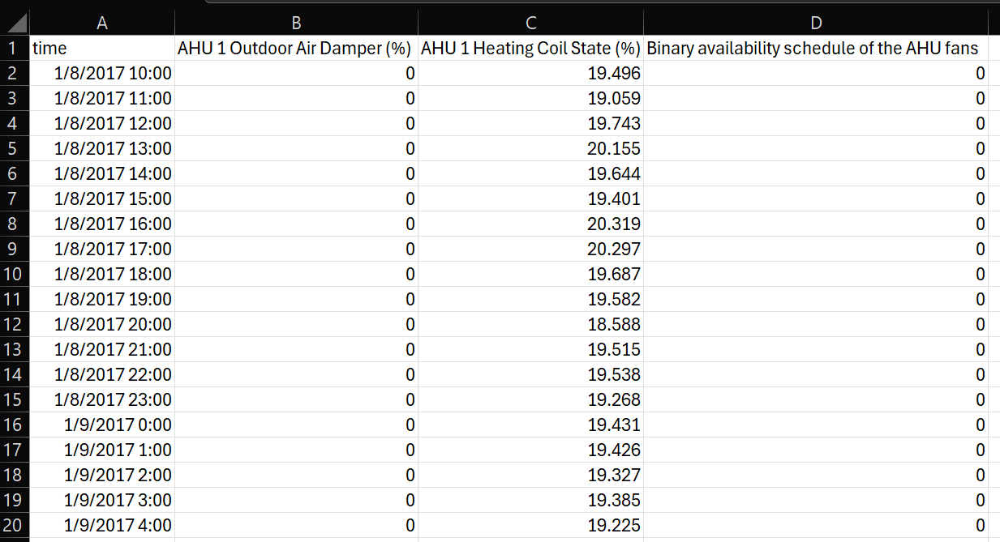 A B C D
1 time AHU 1 Outdoor Air Damper (%) AHU 1 Heating Coil State (%) Binary availability schedule of the AHU fans
2 1/8/2017 10:00 0 19.496 0
3 1/8/2017 11:00 0 19.059 0
4 1/8/2017 12:00 0 19.743 0
5 1/8/2017 13:00 0 20.155 0
6 1/8/2017 14:00 0 19.644 0
7 1/8/2017 15:00 0 19.401 0
8 1/8/2017 16:00 0 20.319 0
9 1/8/2017 17:00 0 20.297 0
10 1/8/2017 18:00 0 19.687 0
11 1/8/2017 19:00 0 19.582 0
12 1/8/2017 20:00 0 18.588 0
13 1/8/2017 21:00 0 19.515 0
14 1/8/2017 22:00 0 19.538 0
15 1/8/2017 23:00 0 19.268 0
16 1/9/2017 0:00 0 19.431 0
17 1/9/2017 1:00 0 19.426 0
18 1/9/2017 2:00 0 19.327 0
19 1/9/2017 3:00 0 19.385 0
20 1/9/2017 4:00 0 19.225 0